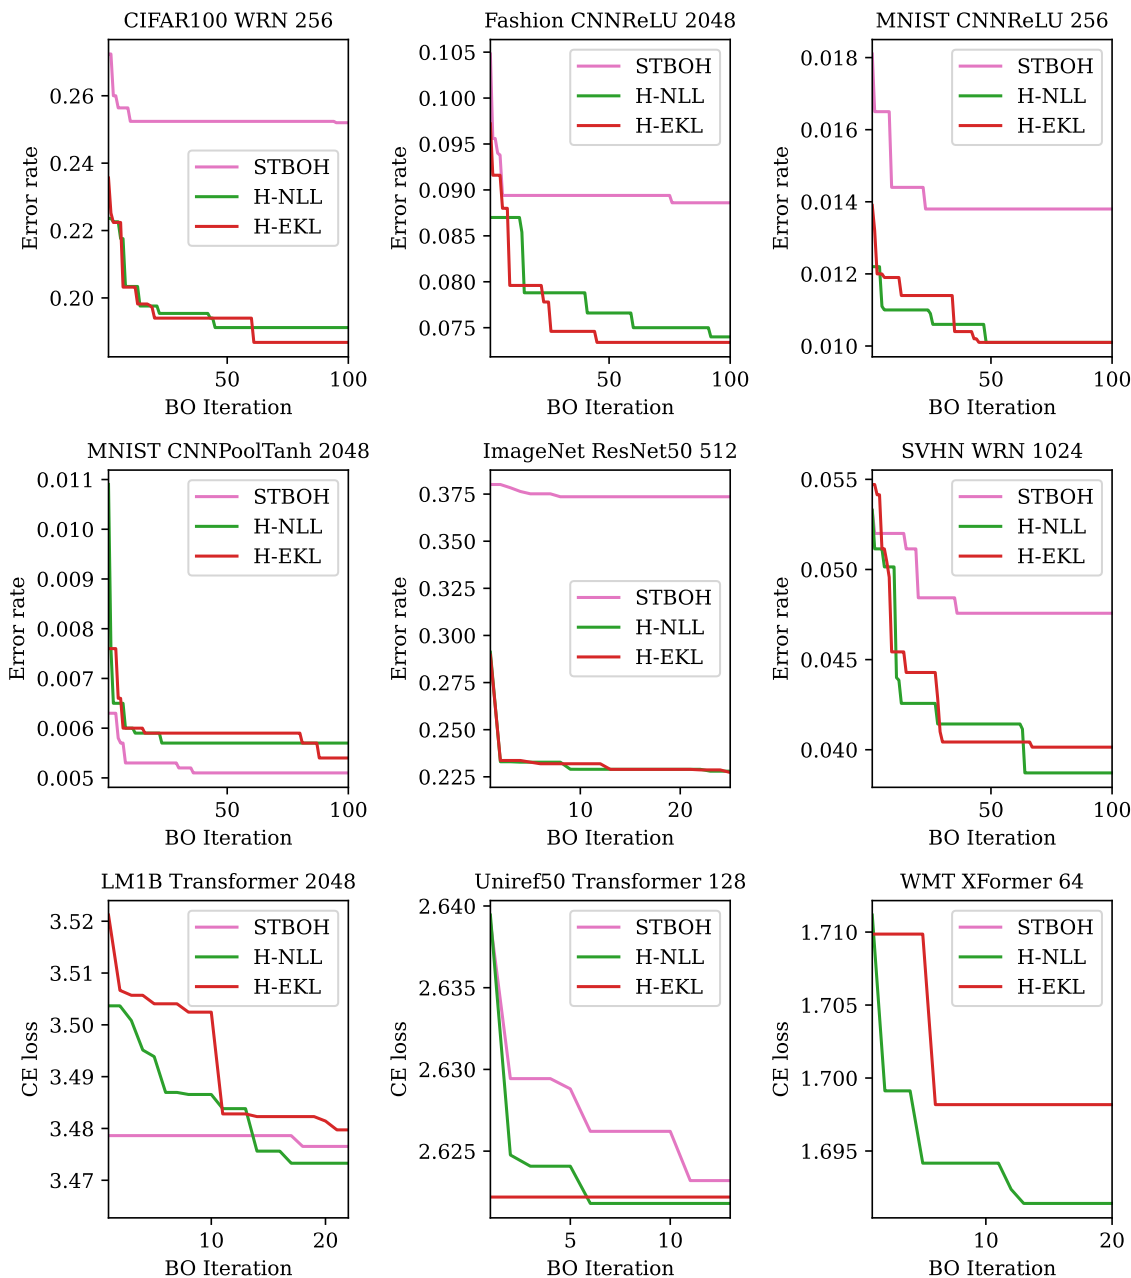 CIFAR100 WRN 256
Error rate
0.26
0.24
0.22
0.20
STBOH
H-NLL
H-EKL
50
100
BO Iteration
Fashion CNNReLU 2048
Error rate
0.105
0.100
0.095
0.090
0.085
0.080
0.075
STBOH
H-NLL
H-EKL
50
100
BO Iteration
MNIST CNNReLU 256
Error rate
0.018
0.016
0.014
0.012
0.010
STBOH
H-NLL
H-EKL
50
100
BO Iteration
MNIST CNNPoolTanh 2048
Error rate
0.011
0.010
0.009
0.008
0.007
0.006
0.005
STBOH
H-NLL
H-EKL
50
100
BO Iteration
ImageNet ResNet50 512
Error rate
0.375
0.350
0.325
0.300
0.275
0.250
0.225
STBOH
H-NLL
H-EKL
10
20
BO Iteration
SVHN WRN 1024
Error rate
0.055
0.050
0.045
0.040
STBOH
H-NLL
H-EKL
50
100
BO Iteration
LM1B Transformer 2048
CE loss
3.52
3.51
3.50
3.49
3.48
3.47
STBOH
H-NLL
H-EKL
10
20
BO Iteration
Uniref50 Transformer 128
CE loss
2.640
2.635
2.630
2.625
STBOH
H-NLL
H-EKL
5
10
BO Iteration
WMT XFormer 64
CE loss
1.710
1.705
1.700
1.695
STBOH
H-NLL
H-EKL
10
20
BO Iteration